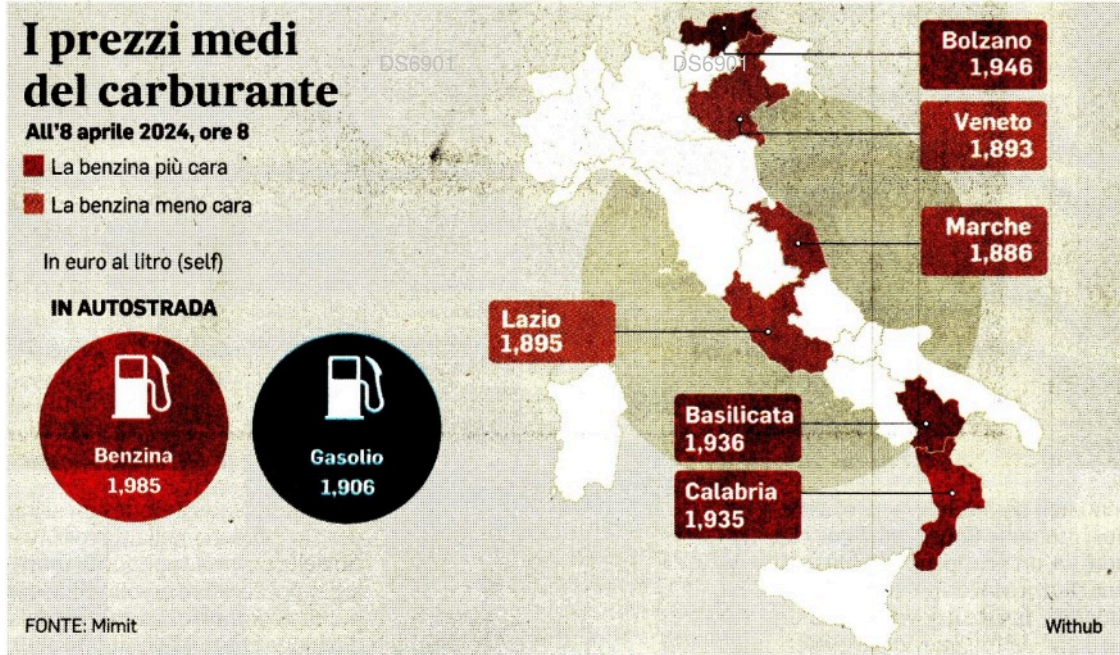 I prezzi medi
del carburante
All'8 aprile 2024, ore 8
La benzina più cara
La benzina meno cara
In euro al litro (self)
IN AUTOSTRADA
Benzina
1,985
Gasolio
1,906
DS6901
DS6901
Bolzano
1,946
Veneto
1,893
Marche
1,886
Lazio
1,895
Basilicata
1,936
Calabria
1,935
FONTE: Mimit
Withub